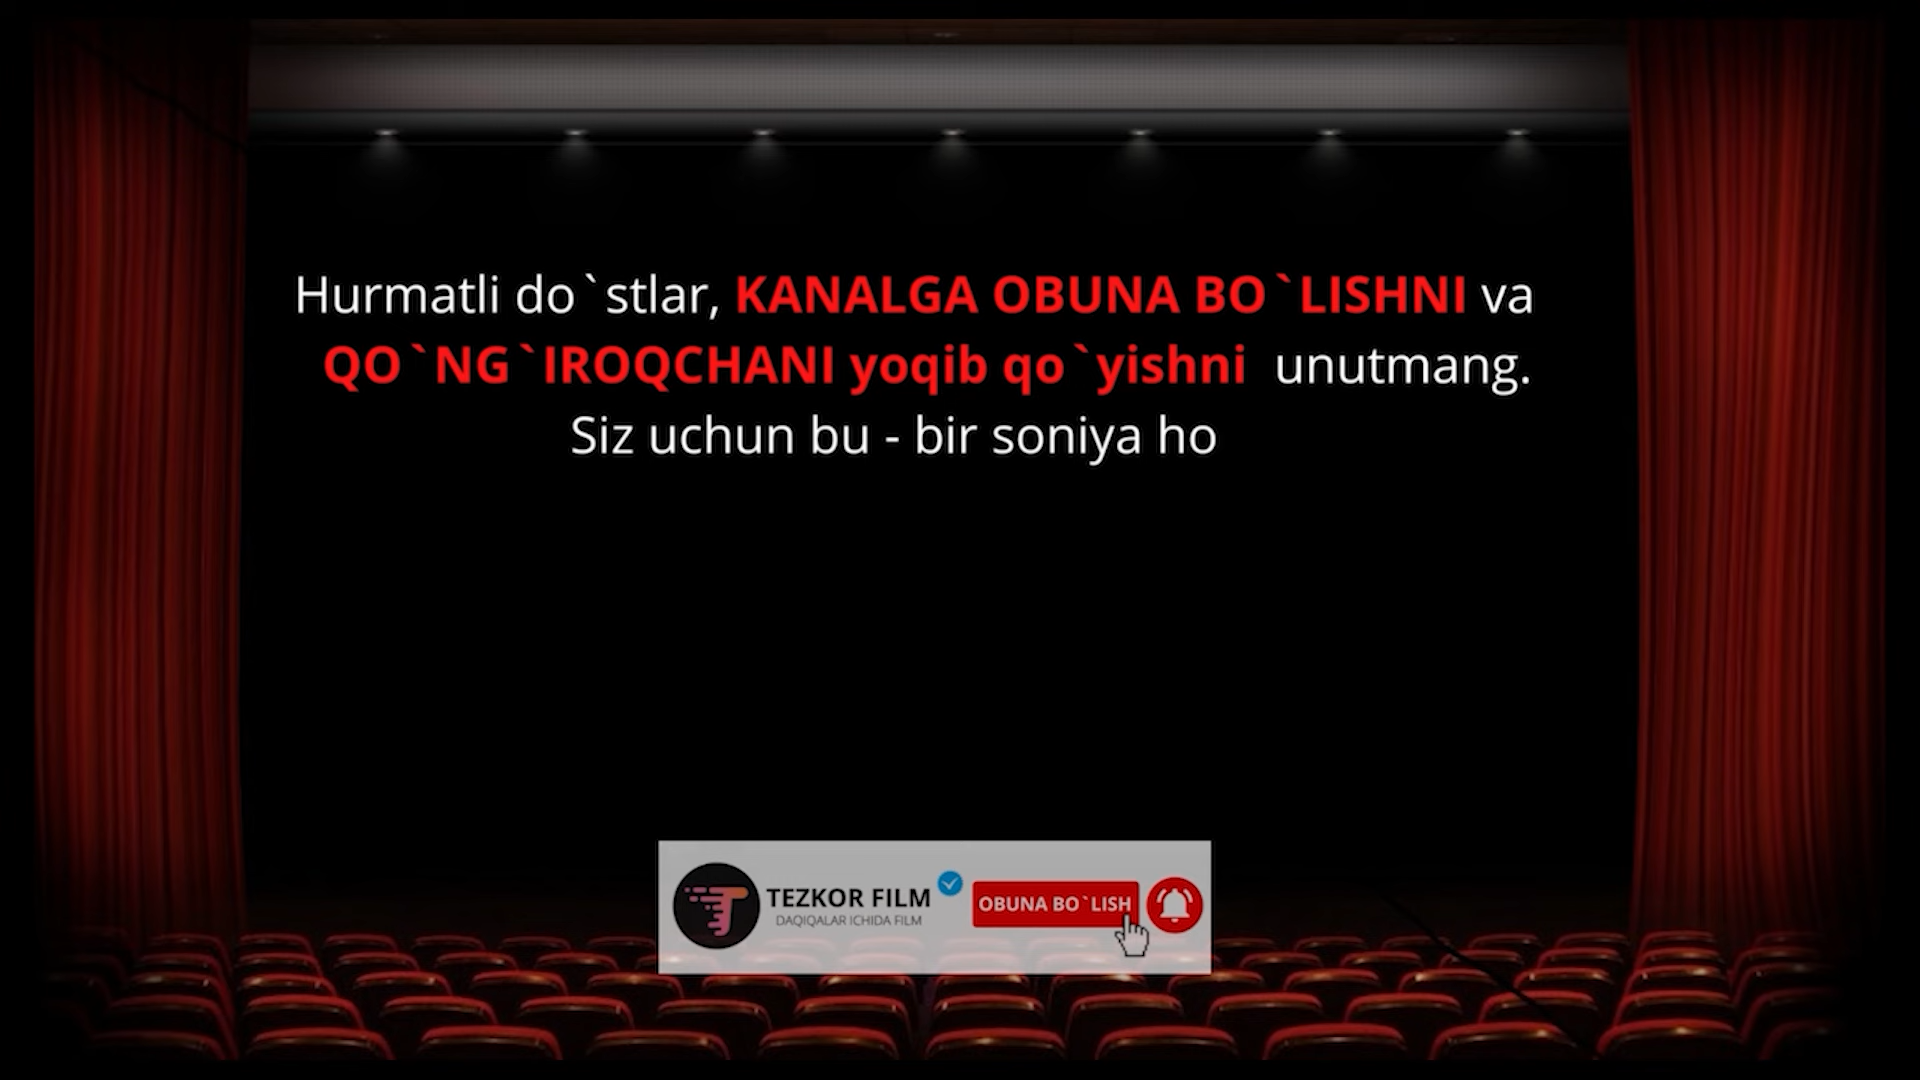 Hurmatli do`stlar, KANALGA OBUNA BO`LISHNI va
QO`NG`IROQCHANI yoqib qo`yishni unutmang.
Siz uchun bu - bir soniya ho
TEZKOR FILM
DAQIQALAR ICHIDA FILM
OBUNA BO`LISH